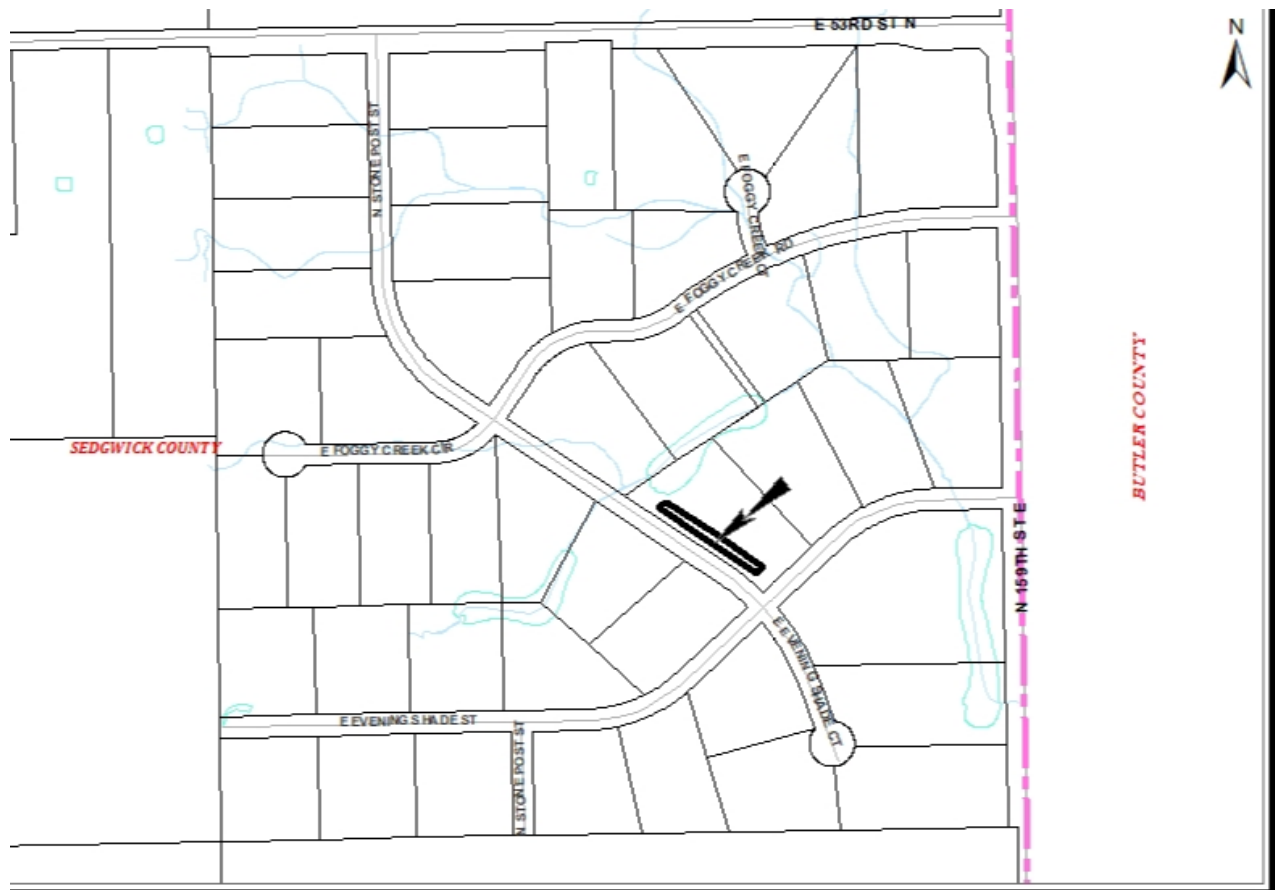 E 53RD ST N
N
N STONE POST ST
E FOGGY CREEK CT
E FOGGY CREEK RD
BUTLER COUNTY
SEDGWICK COUNTY
E FOGGY CREEK CIR
N 159TH ST E
E EVENING SHADE CT
E EVENING SHADE ST
N STONE POST ST